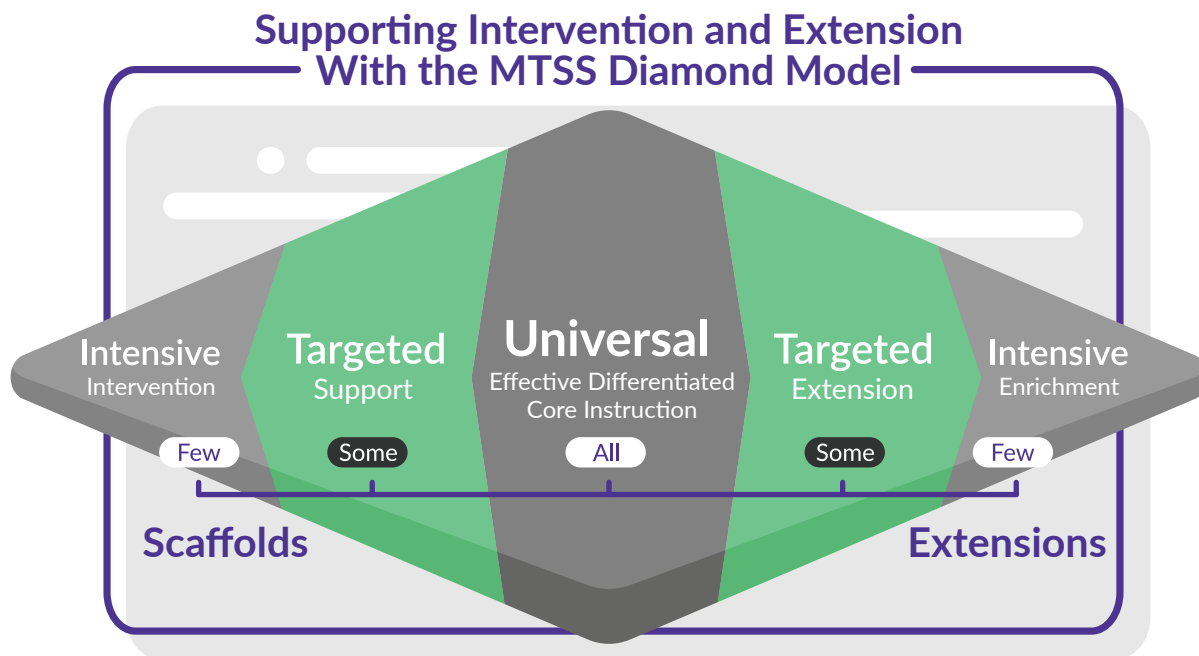 Supporting Intervention and Extension
With the MTSS Diamond Model
Intensive
Intervention
Few
Targeted
Support
Some
Universal
Effective Differentiated
Core Instruction
All
Targeted
Extension
Some
Intensive
Enrichment
Few
Scaffolds
Extensions